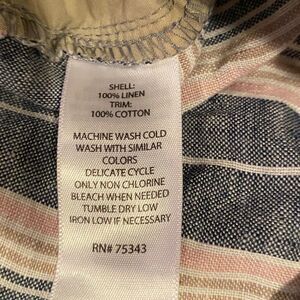 SHELL:
100% LINEN
TRIM:
100% COTTON
MACHINE WASH COLD
WASH WITH SIMILAR
COLORS
DELICATE CYCLE
ONLY NON CHLORINE
BLEACH WHEN NEEDED
TUMBLE DRY LOW
IRON LOW IF NECESSARY
RN# 75343